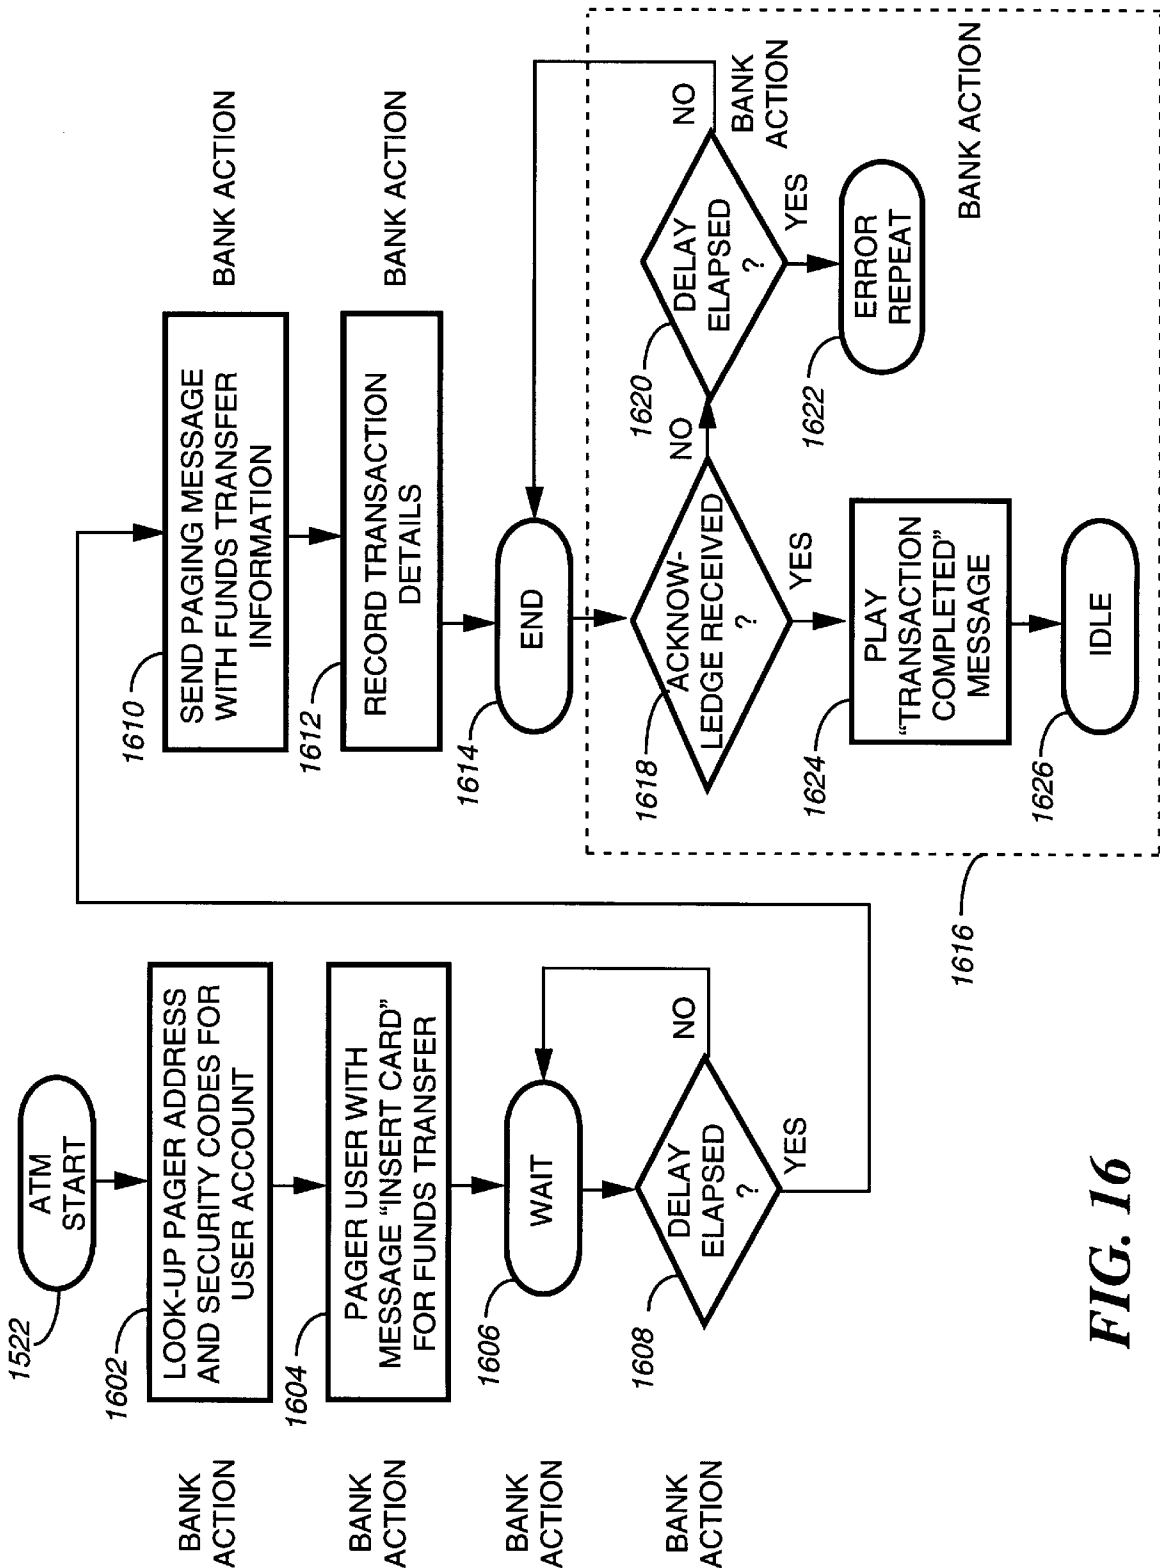 1522
ATM
START
BANK
ACTION
1602
LOOK-UP PAGER ADDRESS
AND SECURITY CODES FOR
USER ACCOUNT
BANK
ACTION
1604
PAGER USER WITH
MESSAGE “INSERT CARD”
FOR FUNDS TRANSFER
BANK
ACTION
1606
WAIT
BANK
ACTION
1608
DELAY
ELAPSED
?
NO
YES
1610
SEND PAGING MESSAGE
WITH FUNDS TRANSFER
INFORMATION
BANK ACTION
1612
RECORD TRANSACTION
DETAILS
BANK ACTION
1614
END
1616
1618
ACKNOW-
LEDGE RECEIVED
?
NO
YES
1620
DELAY
ELAPSED
?
NO
BANK
ACTION
YES
1622
ERROR
REPEAT
1624
PLAY
“TRANSACTION
COMPLETED”
MESSAGE
BANK ACTION
1626
IDLE
FIG. 16